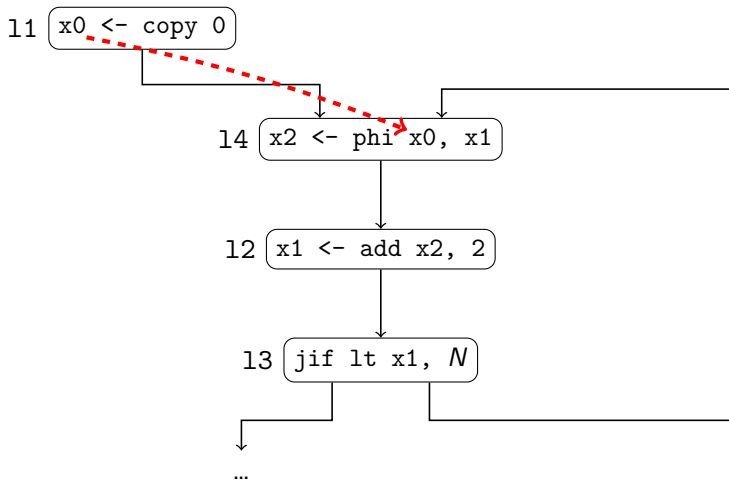 l1 x0 <- copy 0
l4 x2 <- phi x0, x1
l2 x1 <- add x2, 2
l3 jif lt x1, N
…